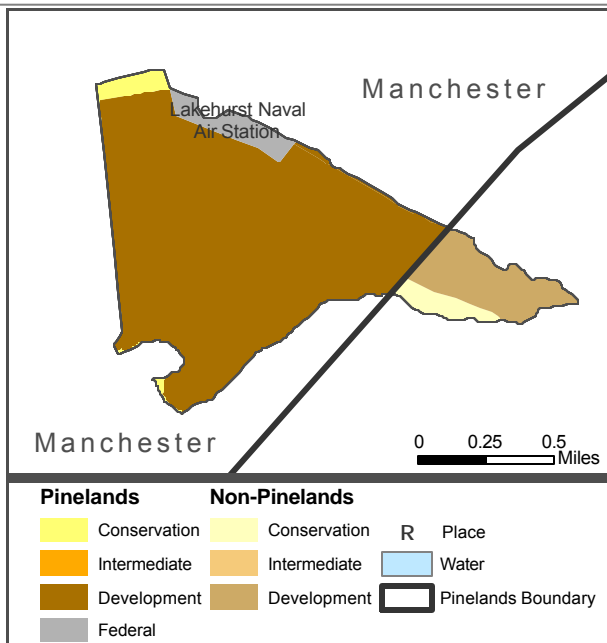 Manchester
Lakehurst Naval
Air Station
Manchester
0 0.25 0.5
Miles
Pinelands Non-Pinelands
Conservation Conservation R Place
Intermediate Intermediate Water
Development Development Pinelands Boundary
Federal